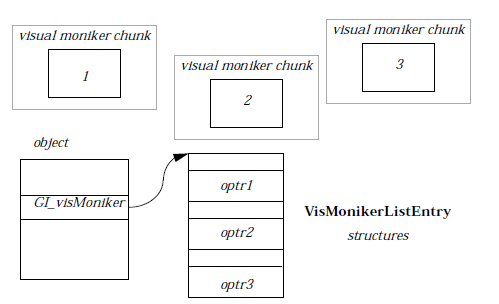 visual moniker chunk
1
visual moniker chunk
2
visual moniker chunk
3
object
GI_visMoniker
optr1
optr2
optr3
VisMonikerListEntry
structures